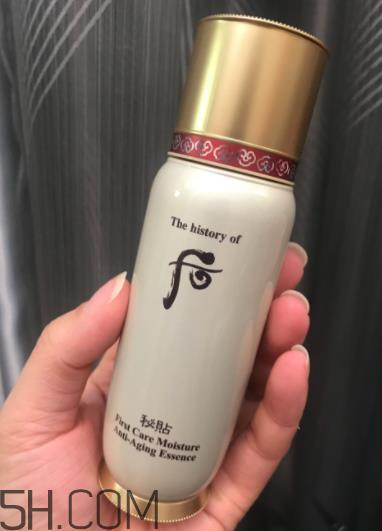 The history of
后
秘貼
First Care Moisture
Anti-Aging Essence
5H.COM